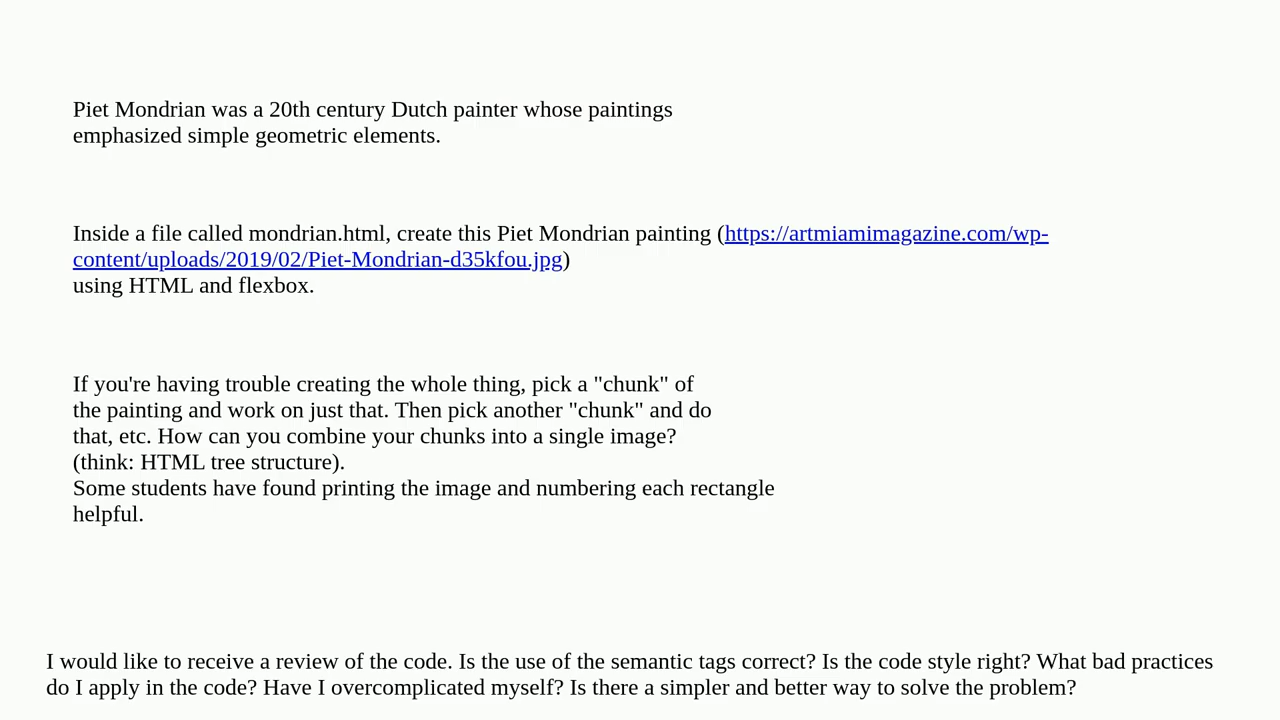 Piet Mondrian was a 20th century Dutch painter whose paintings
emphasized simple geometric elements.
Inside a file called mondrian.html, create this Piet Mondrian painting (https://artmiamimagazine.com/wp-
content/uploads/2019/02/Piet-Mondrian-d35kfou.jpg)
using HTML and flexbox.
If you're having trouble creating the whole thing, pick a "chunk" of
the painting and work on just that. Then pick another "chunk" and do
that, etc. How can you combine your chunks into a single image?
(think: HTML tree structure).
Some students have found printing the image and numbering each rectangle
helpful.
I would like to receive a review of the code. Is the use of the semantic tags correct? Is the code style right? What bad practices
do I apply in the code? Have I overcomplicated myself? Is there a simpler and better way to solve the problem?